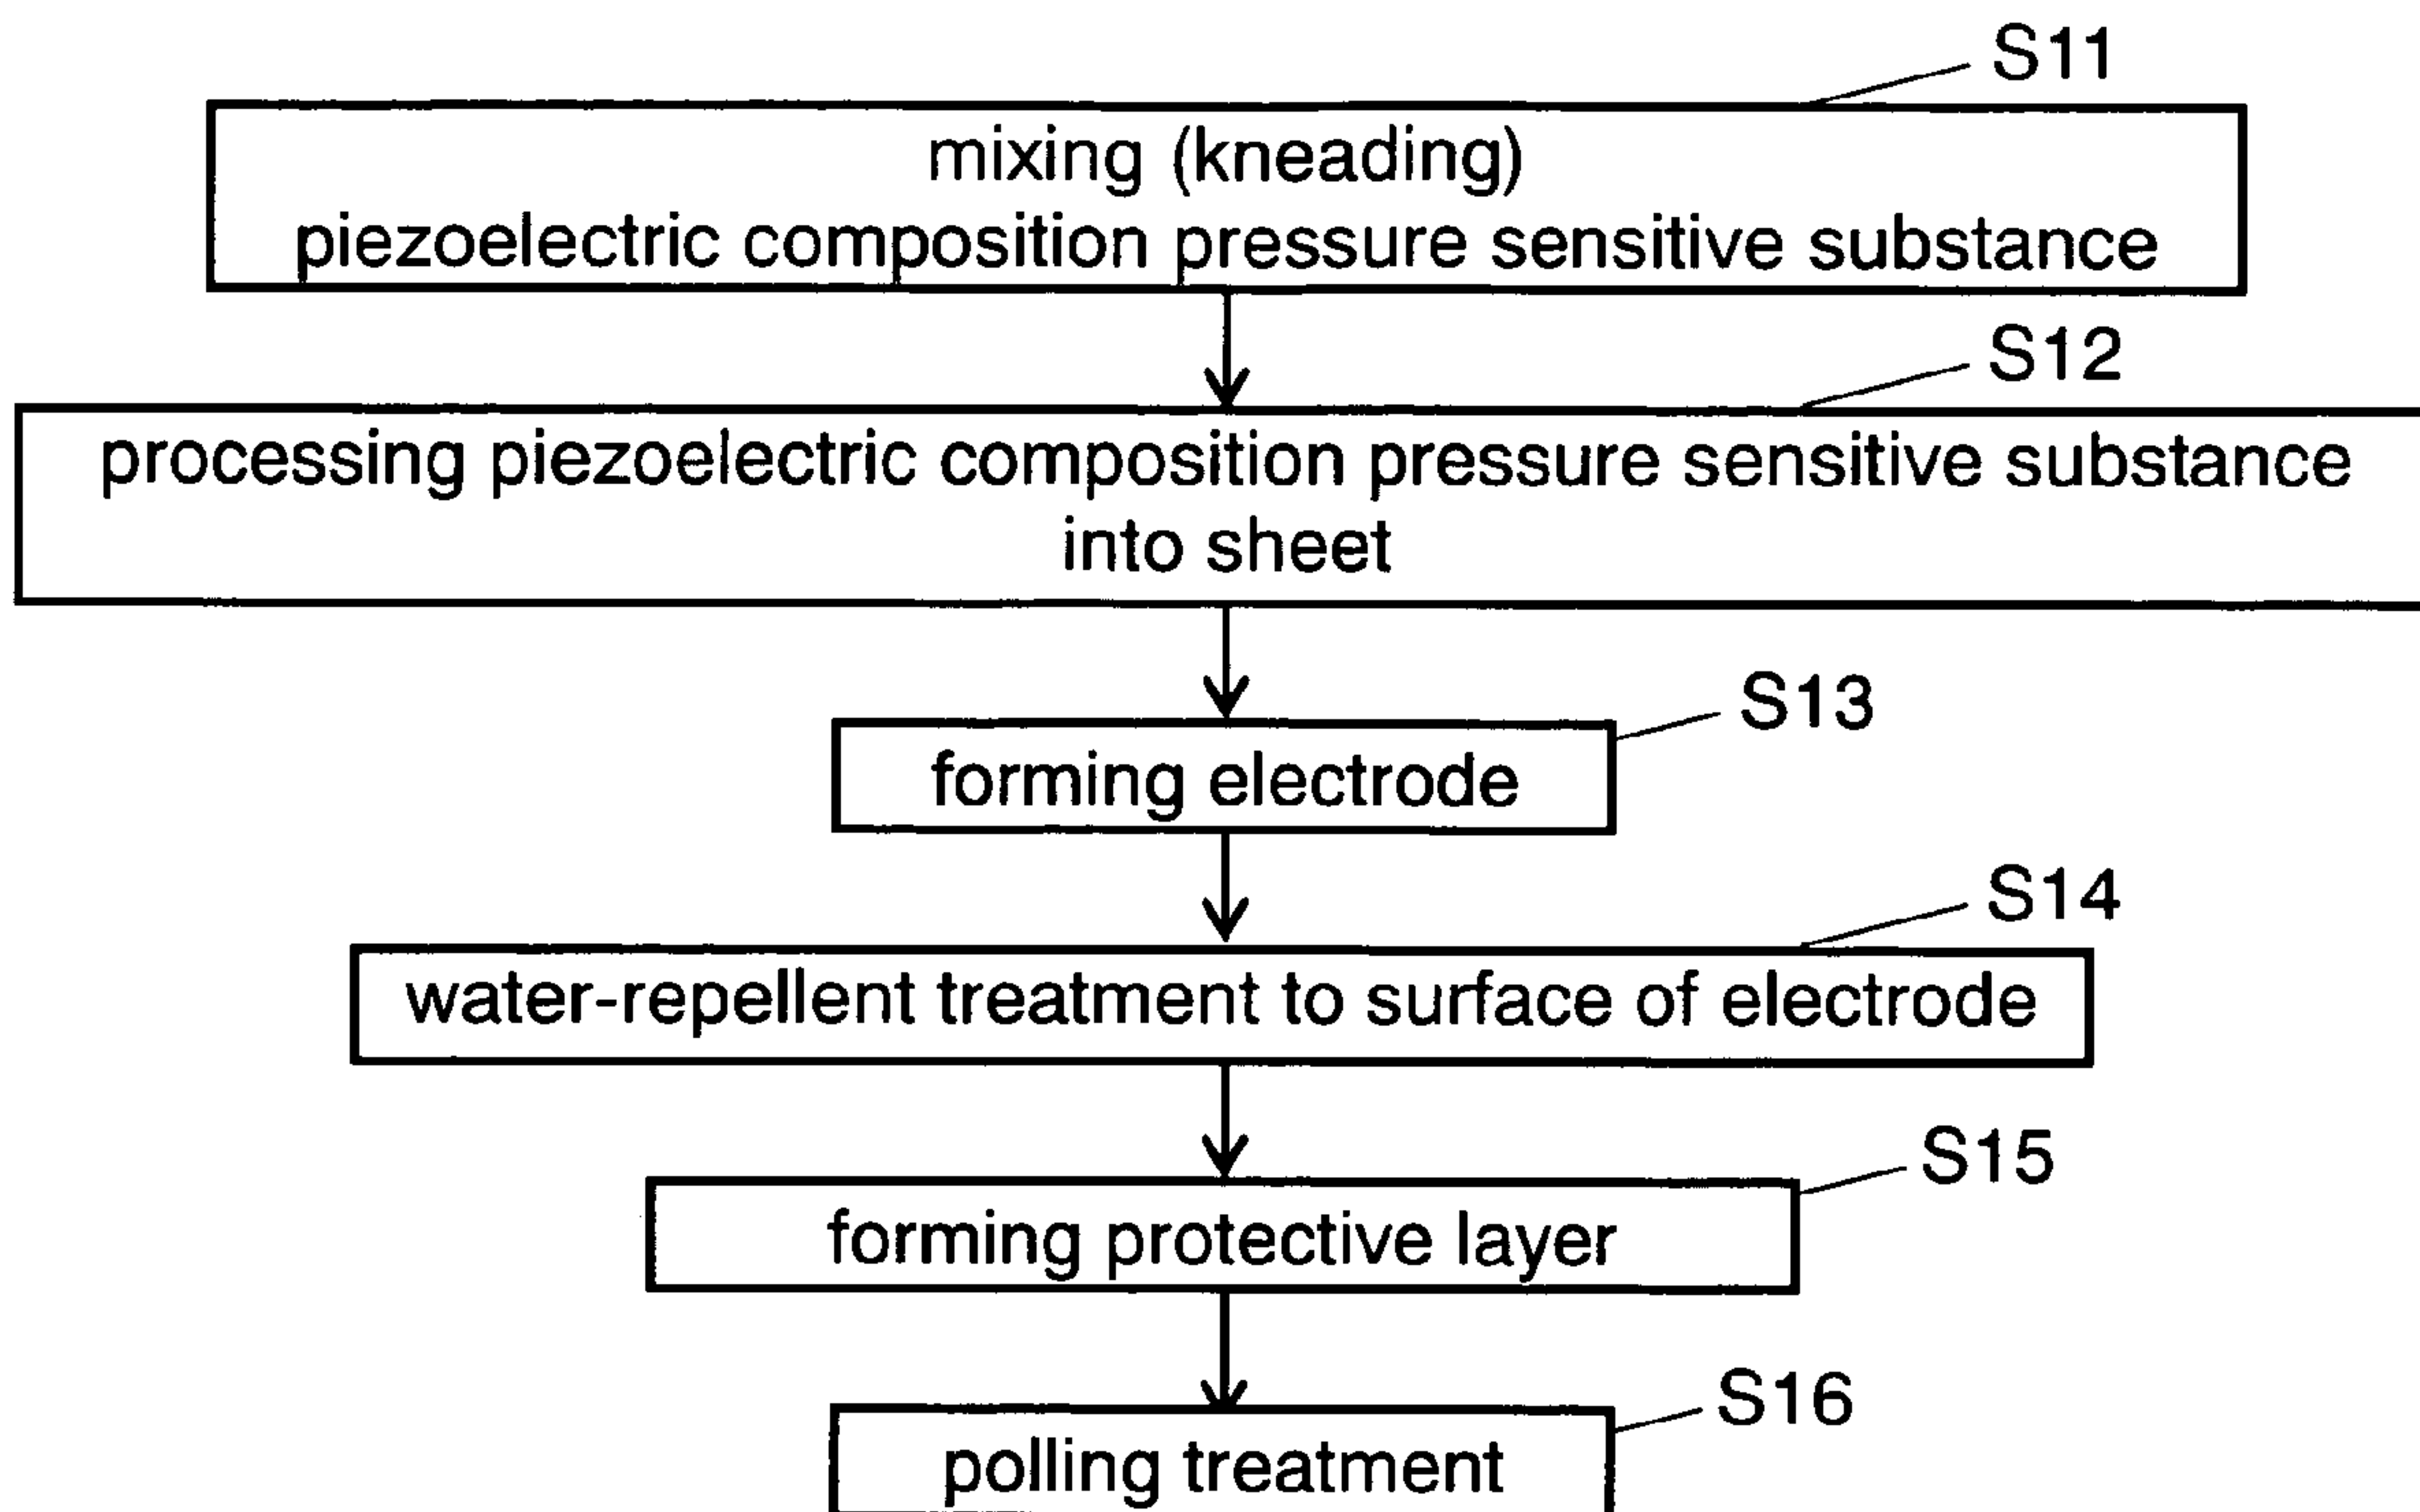 S11
mixing (kneading)
piezoelectric composition pressure sensitive substance
S12
processing piezoelectric composition pressure sensitive substance
into sheet
S13
forming electrode
S14
water-repellent treatment to surface of electrode
S15
forming protective layer
S16
polling treatment